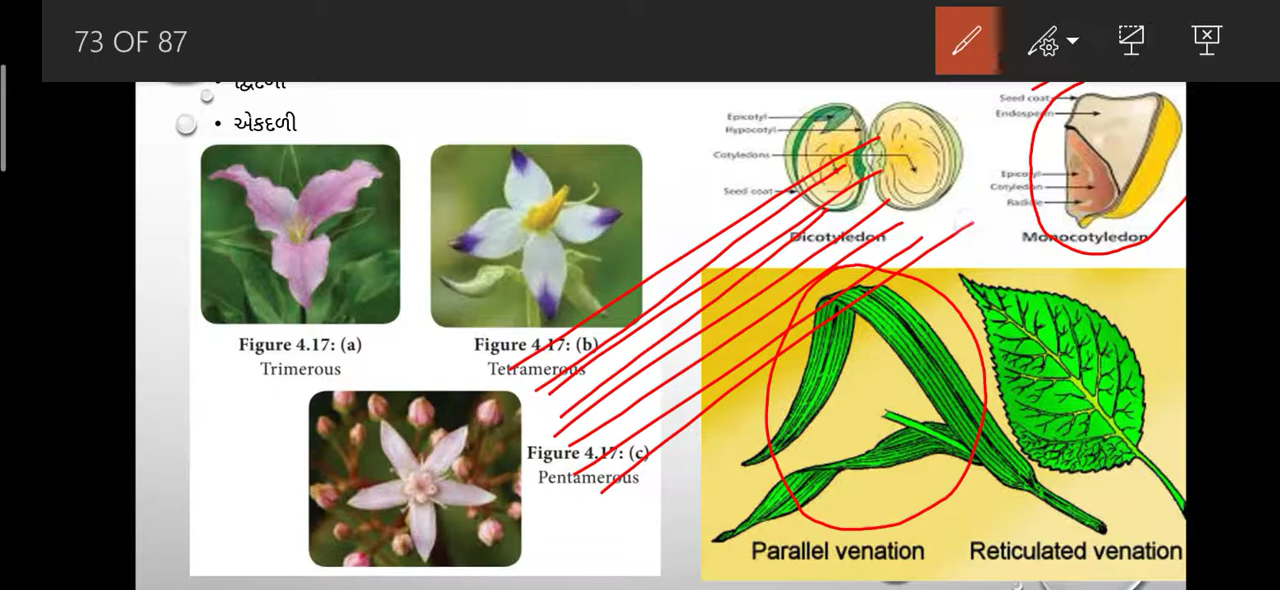 73 OF 87
• દ્વિદળી
• એકદળી
Figure 4.17: (a)
Trimerous
Figure 4.17: (b)
Tetramerous
Figure 4.17: (c)
Pentamerous
Epicotyl
Hypocotyl
Cotyledons
Seed coat
Dicotyledon
Seed coat
Endosperm
Epicotyl
Cotyledon
Radicle
Monocotyledon
Parallel venation
Reticulated venation